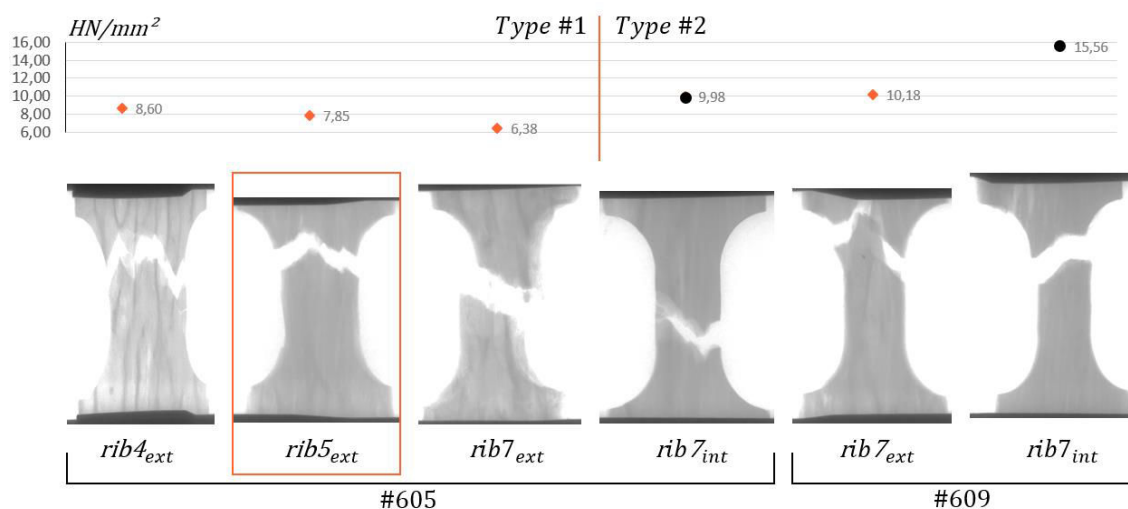 HN/mm²
Type #1
Type #2
16,00
14,00
12,00
10,00
8,00
6,00
8,60
7,85
6,38
9,98
10,18
15,56
rib4ext
rib5ext
rib7ext
rib7int
rib7ext
rib7int
#605
#609